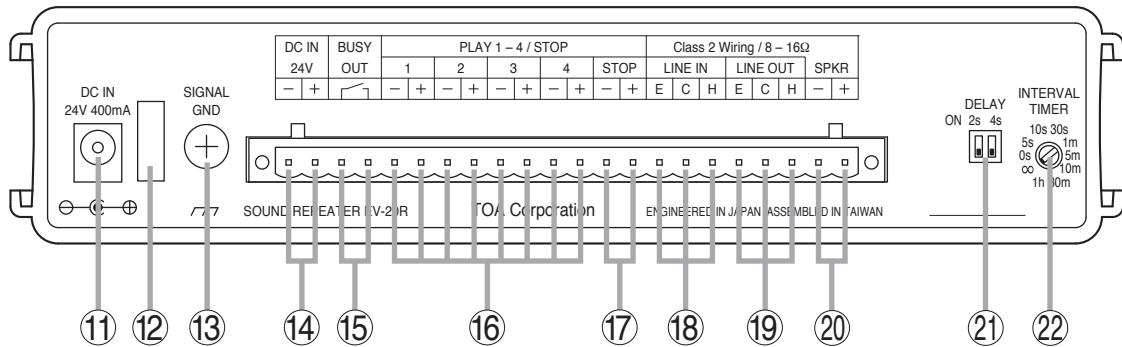 DC IN
24V 400mA
SIGNAL
GND
DC IN BUSY PLAY 1 – 4 / STOP Class 2 Wiring / 8 – 16Ω
24V OUT 1 2 3 4 STOP LINE IN LINE OUT SPKR
− + − + − + − + − + − + E C H E C H − +
DELAY
ON 2s 4s
INTERVAL
TIMER
10s 30s
5s 1m
0s 5m
∞ 10m
1h 30m
SOUND REPEATER EV-20R TOA Corporation ENGINEERED IN JAPAN ASSEMBLED IN TAIWAN
⑪ ⑫ ⑬ ⑭ ⑮ ⑯ ⑰ ⑱ ⑲ ⑳ ㉑ ㉒